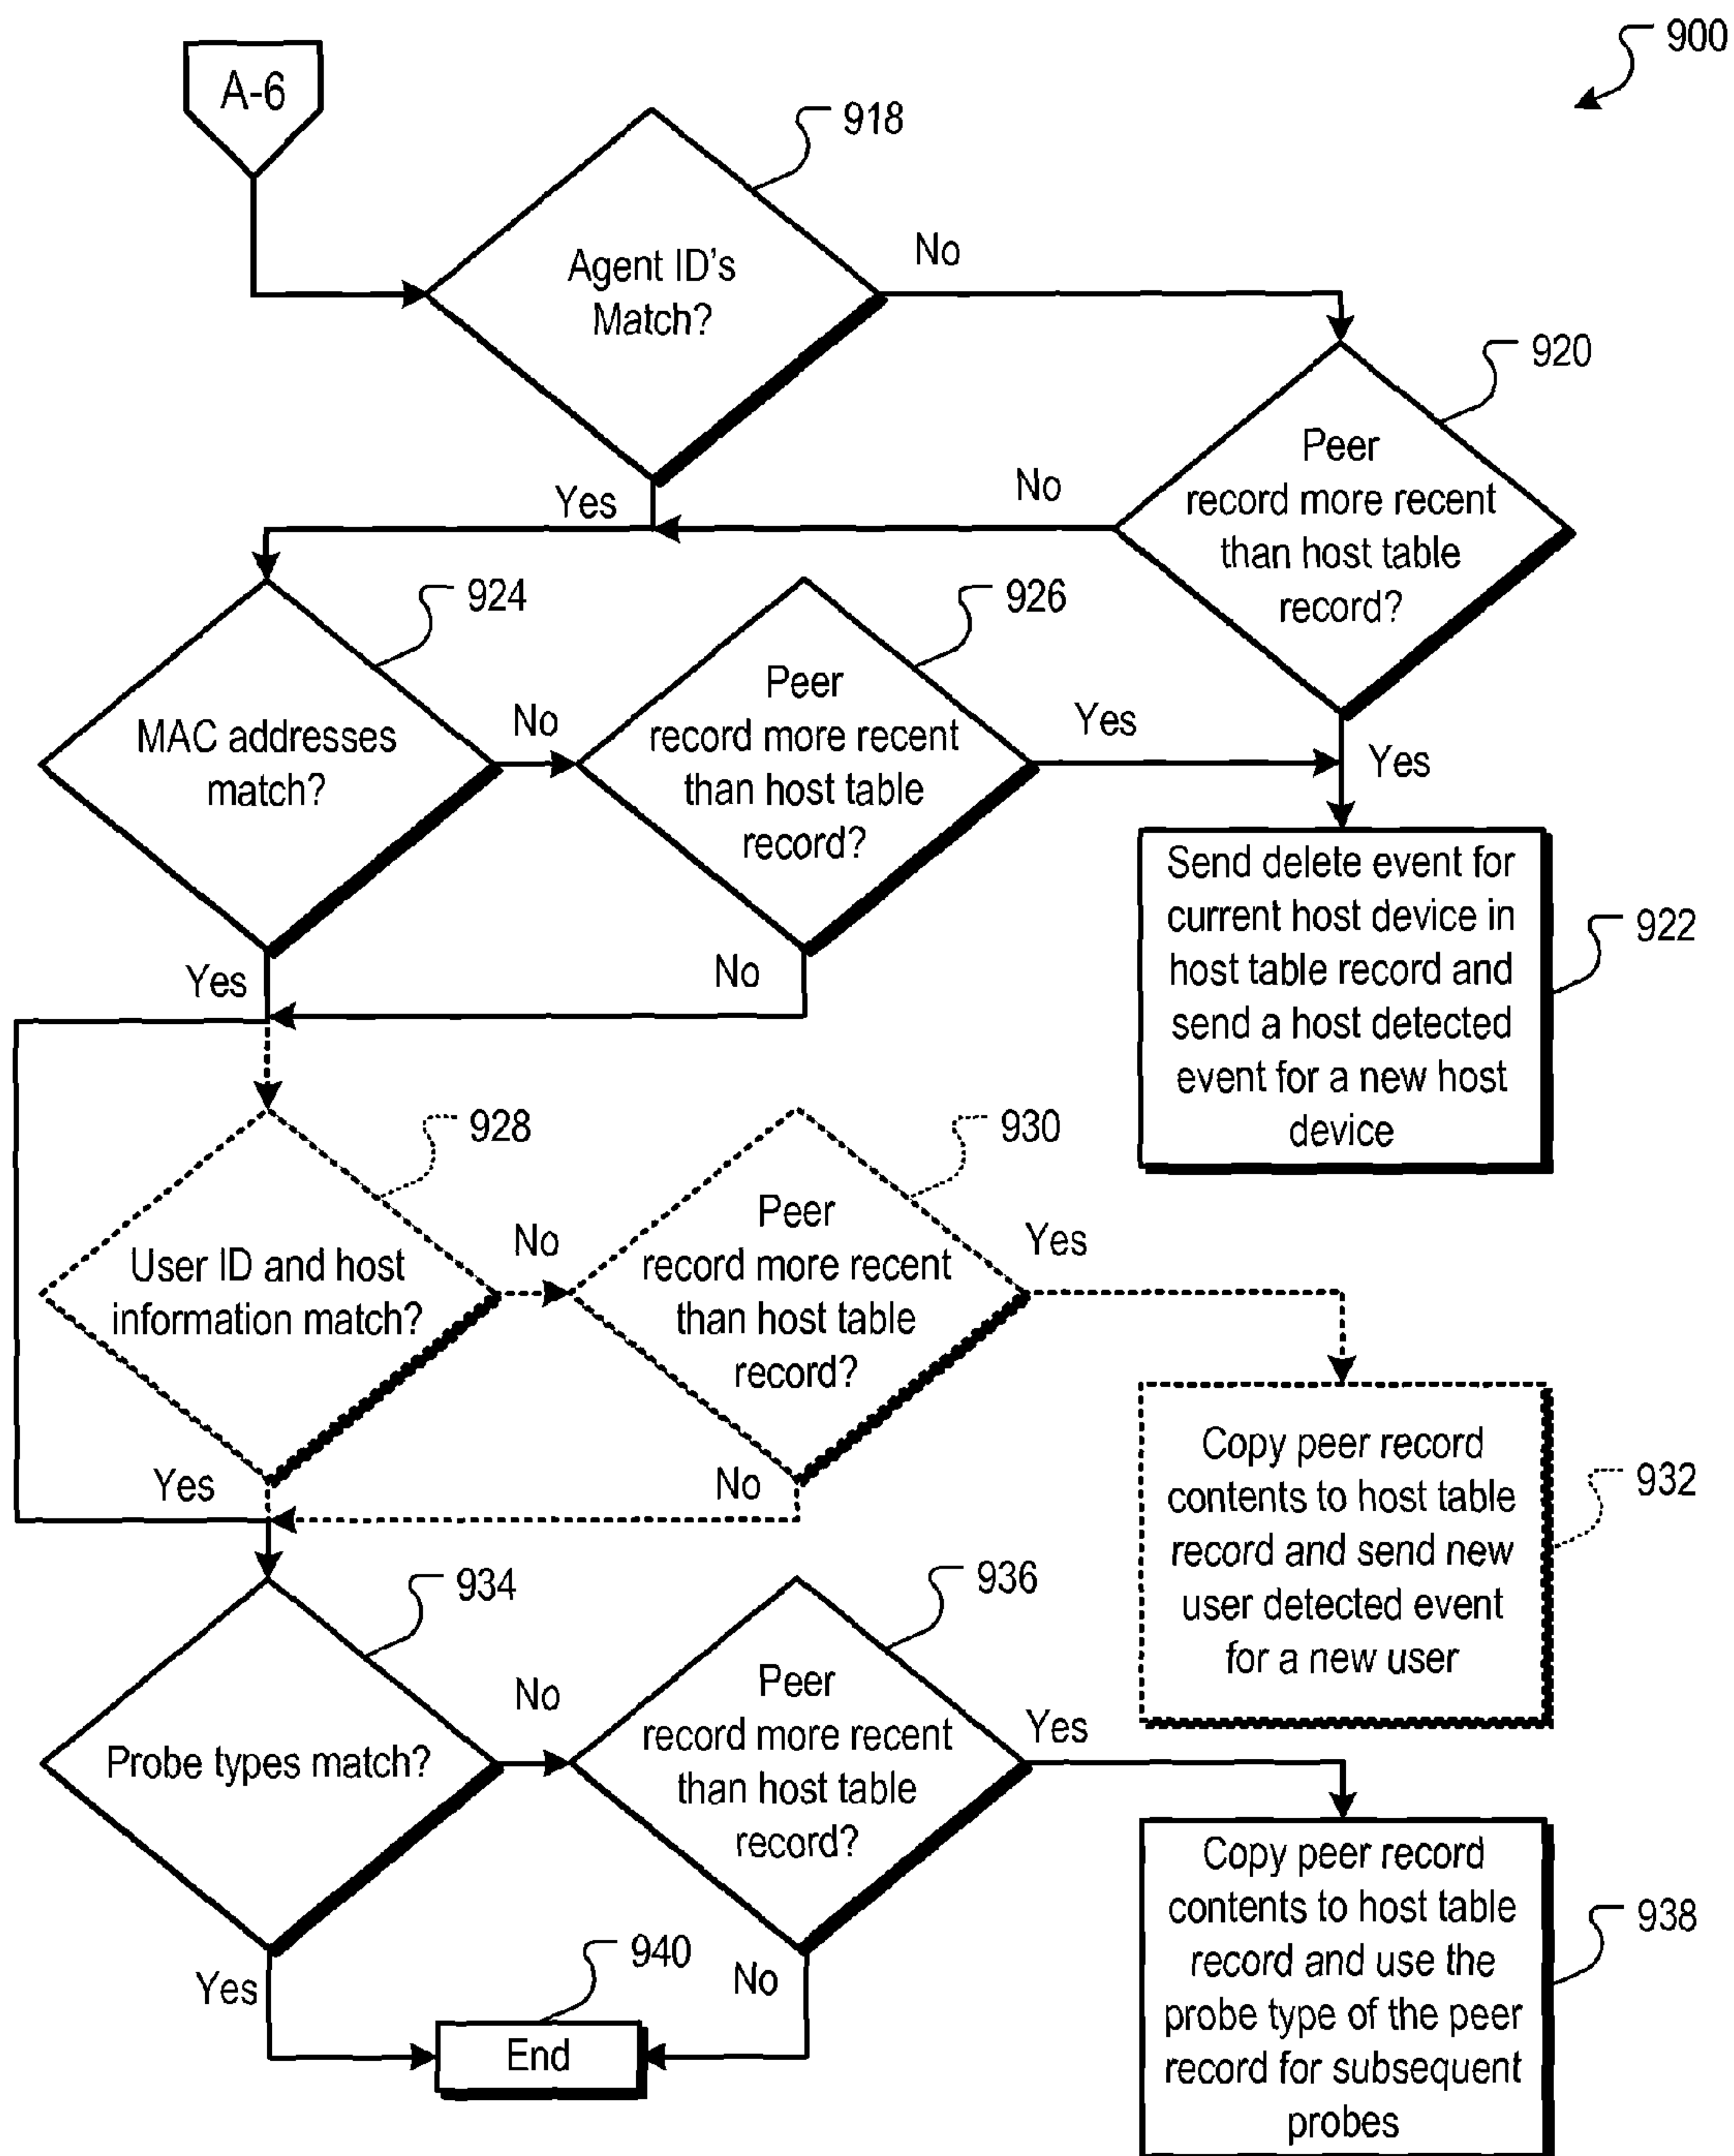 900
A-6
918
Agent ID's
Match?
No
920
Peer
record more recent
than host table
record?
No
Yes
924
MAC addresses
match?
No
926
Peer
record more recent
than host table
record?
Yes
Yes
Send delete event for
current host device in
host table record and
send a host detected
event for a new host
device
922
Yes
No
928
User ID and host
information match?
No
930
Peer
record more recent
than host table
record?
Yes
Copy peer record
contents to host table
record and send new
user detected event
for a new user
932
Yes
No
934
Probe types match?
No
936
Peer
record more recent
than host table
record?
Yes
Copy peer record
contents to host table
record and use the
probe type of the peer
record for subsequent
probes
938
Yes
No
940
End